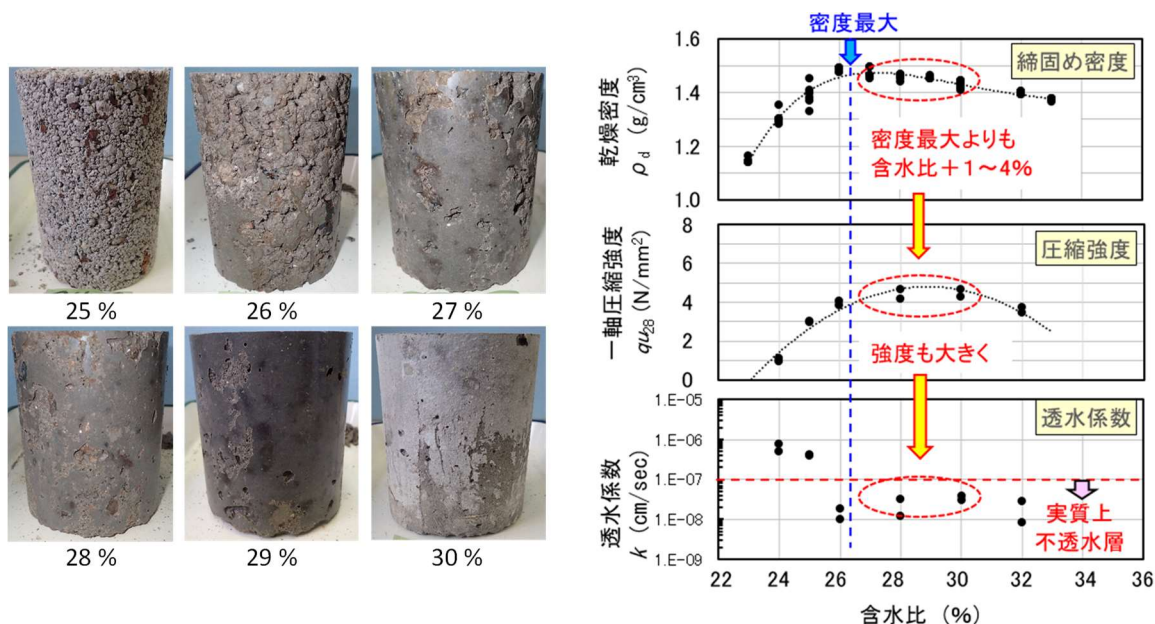 25 %
26 %
27 %
28 %
29 %
30 %
密度最大
1.6
1.4
1.2
1.0
乾燥密度
ρd (g/cm³)
締固め密度
密度最大よりも
含水比+1～4%
8
6
4
2
0
一軸圧縮強度
qu28 (N/mm²)
圧縮強度
強度も大きく
1.E-05
1.E-06
1.E-07
1.E-08
1.E-09
透水係数
k (cm/sec)
透水係数
実質上
不透水層
22 24 26 28 30 32 34 36
含水比 (%)